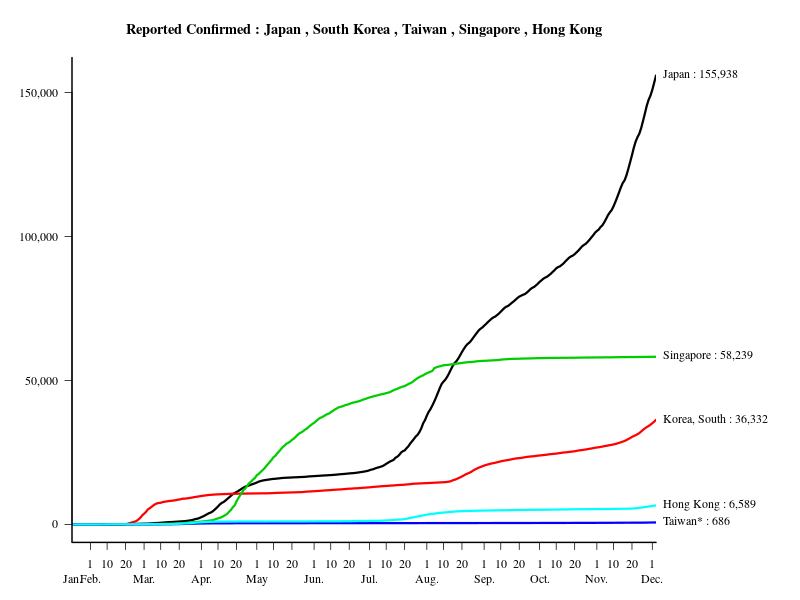 Reported Confirmed : Japan , South Korea , Taiwan , Singapore , Hong Kong
150,000
100,000
50,000
0
Japan : 155,938
Singapore : 58,239
Korea, South : 36,332
Hong Kong : 6,589
Taiwan* : 686
1 10 20 1 10 20 1 10 20 1 10 20 1 10 20 1 10 20 1 10 20 1 10 20 1 10 20 1 10 20 1
Jan. Feb. Mar. Apr. May Jun. Jul. Aug. Sep. Oct. Nov. Dec.